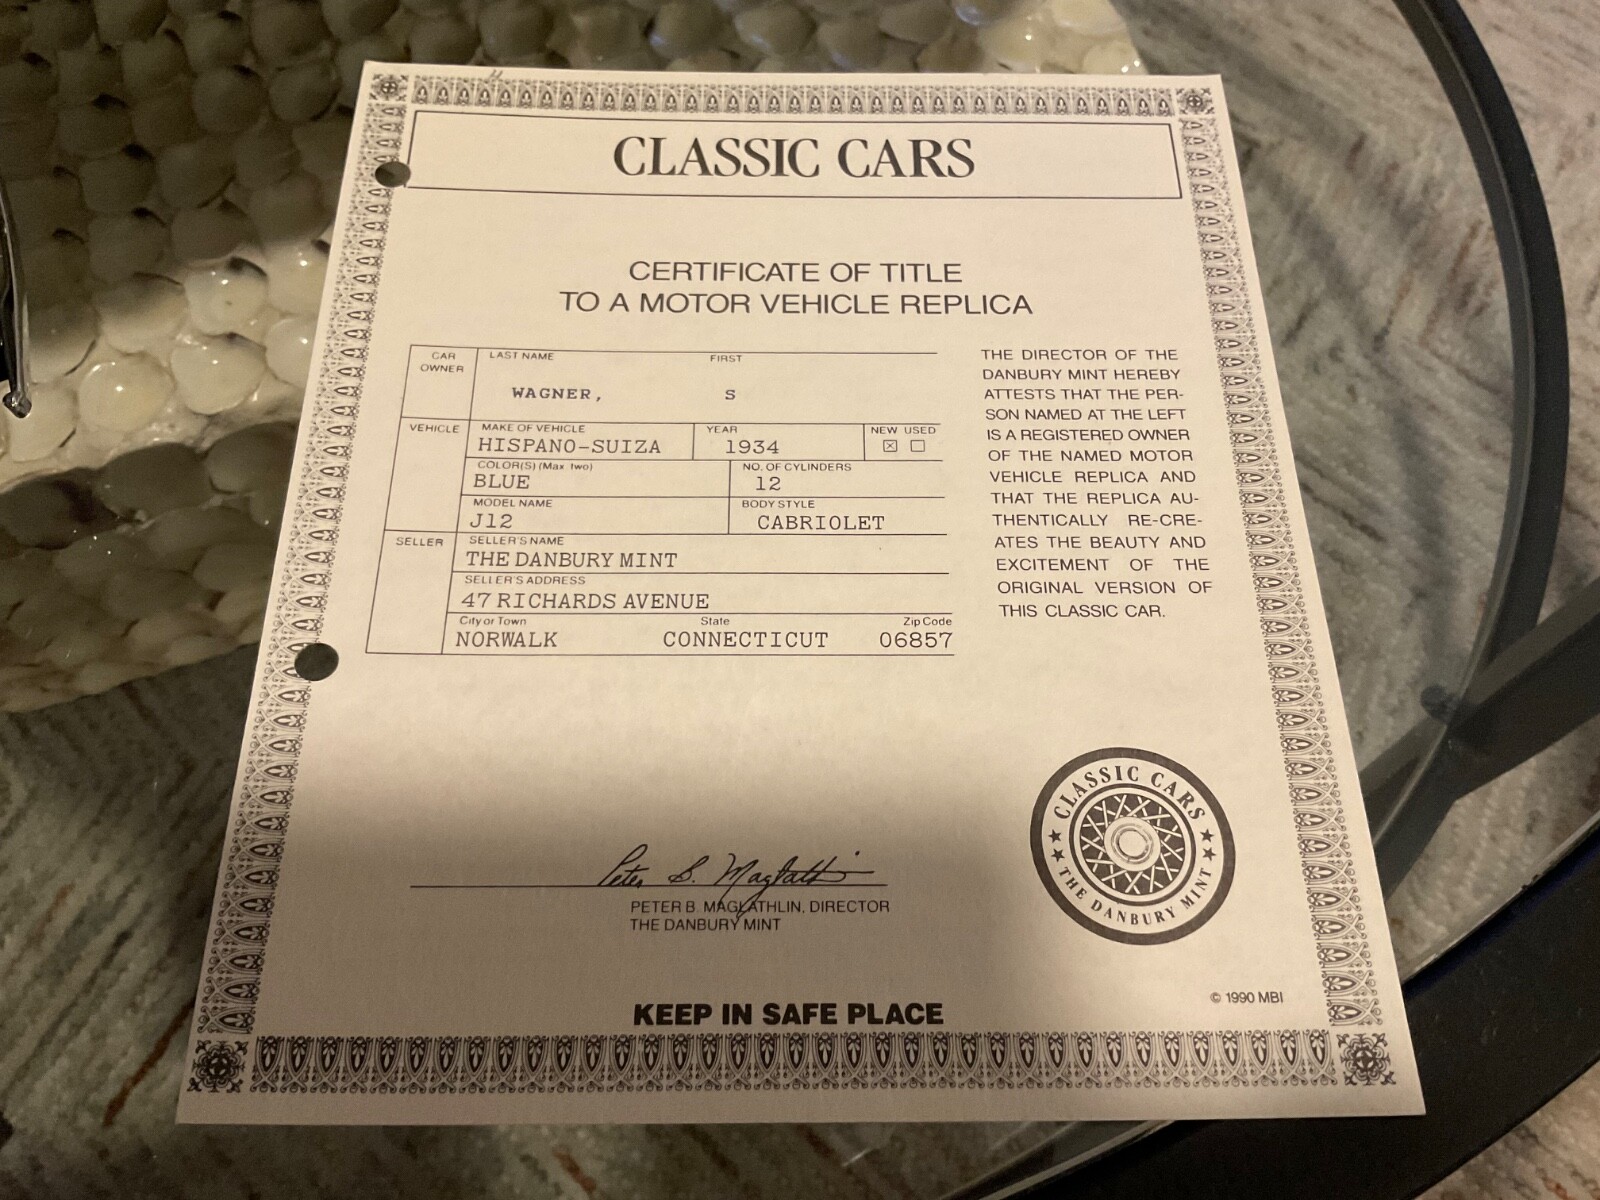 CLASSIC CARS
CERTIFICATE OF TITLE
TO A MOTOR VEHICLE REPLICA
CAR OWNER
LAST NAME FIRST
WAGNER, S
VEHICLE
MAKE OF VEHICLE YEAR NEW USED
HISPANO-SUIZA 1934 ☒ ☐
COLOR(S) (Max two) NO. OF CYLINDERS
BLUE 12
MODEL NAME BODY STYLE
J12 CABRIOLET
SELLER
SELLER'S NAME
THE DANBURY MINT
SELLER'S ADDRESS
47 RICHARDS AVENUE
City or Town State Zip Code
NORWALK CONNECTICUT 06857
THE DIRECTOR OF THE
DANBURY MINT HEREBY
ATTESTS THAT THE PER-
SON NAMED AT THE LEFT
IS A REGISTERED OWNER
OF THE NAMED MOTOR
VEHICLE REPLICA AND
THAT THE REPLICA AU-
THENTICALLY RE-CRE-
ATES THE BEAUTY AND
EXCITEMENT OF THE
ORIGINAL VERSION OF
THIS CLASSIC CAR.
Peter B. Maglathlin
PETER B. MAGLATHLIN, DIRECTOR
THE DANBURY MINT
★ CLASSIC CARS ★
★ THE DANBURY MINT ★
© 1990 MBI
KEEP IN SAFE PLACE